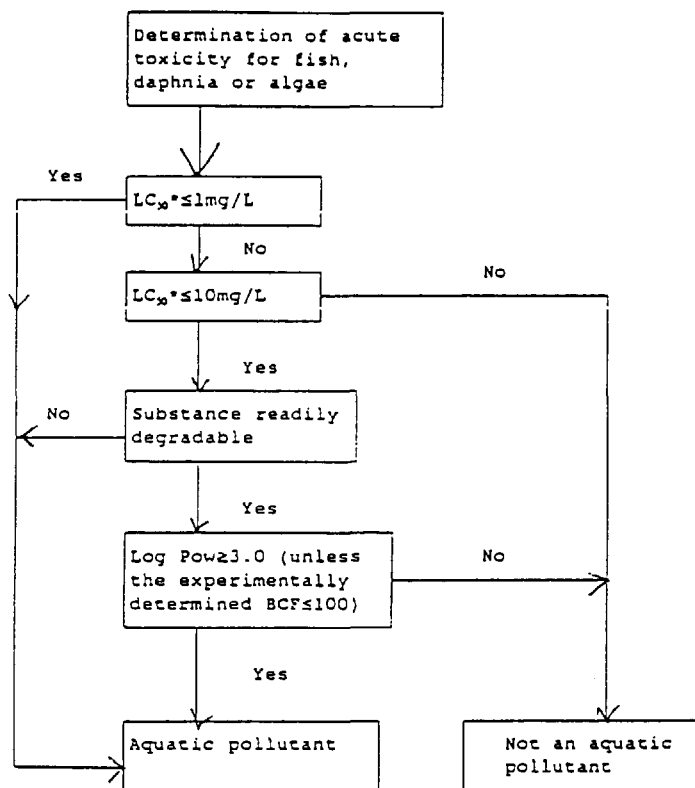 Determination of acute
toxicity for fish,
daphnia or algae
Yes
LC₅₀*≤1mg/L
No
No
LC₅₀*≤10mg/L
Yes
No
Substance readily
degradable
Yes
Log Pow≥3.0 (unless
the experimentally
determined BCF≤100)
No
Yes
Aquatic pollutant
Not an aquatic
pollutant